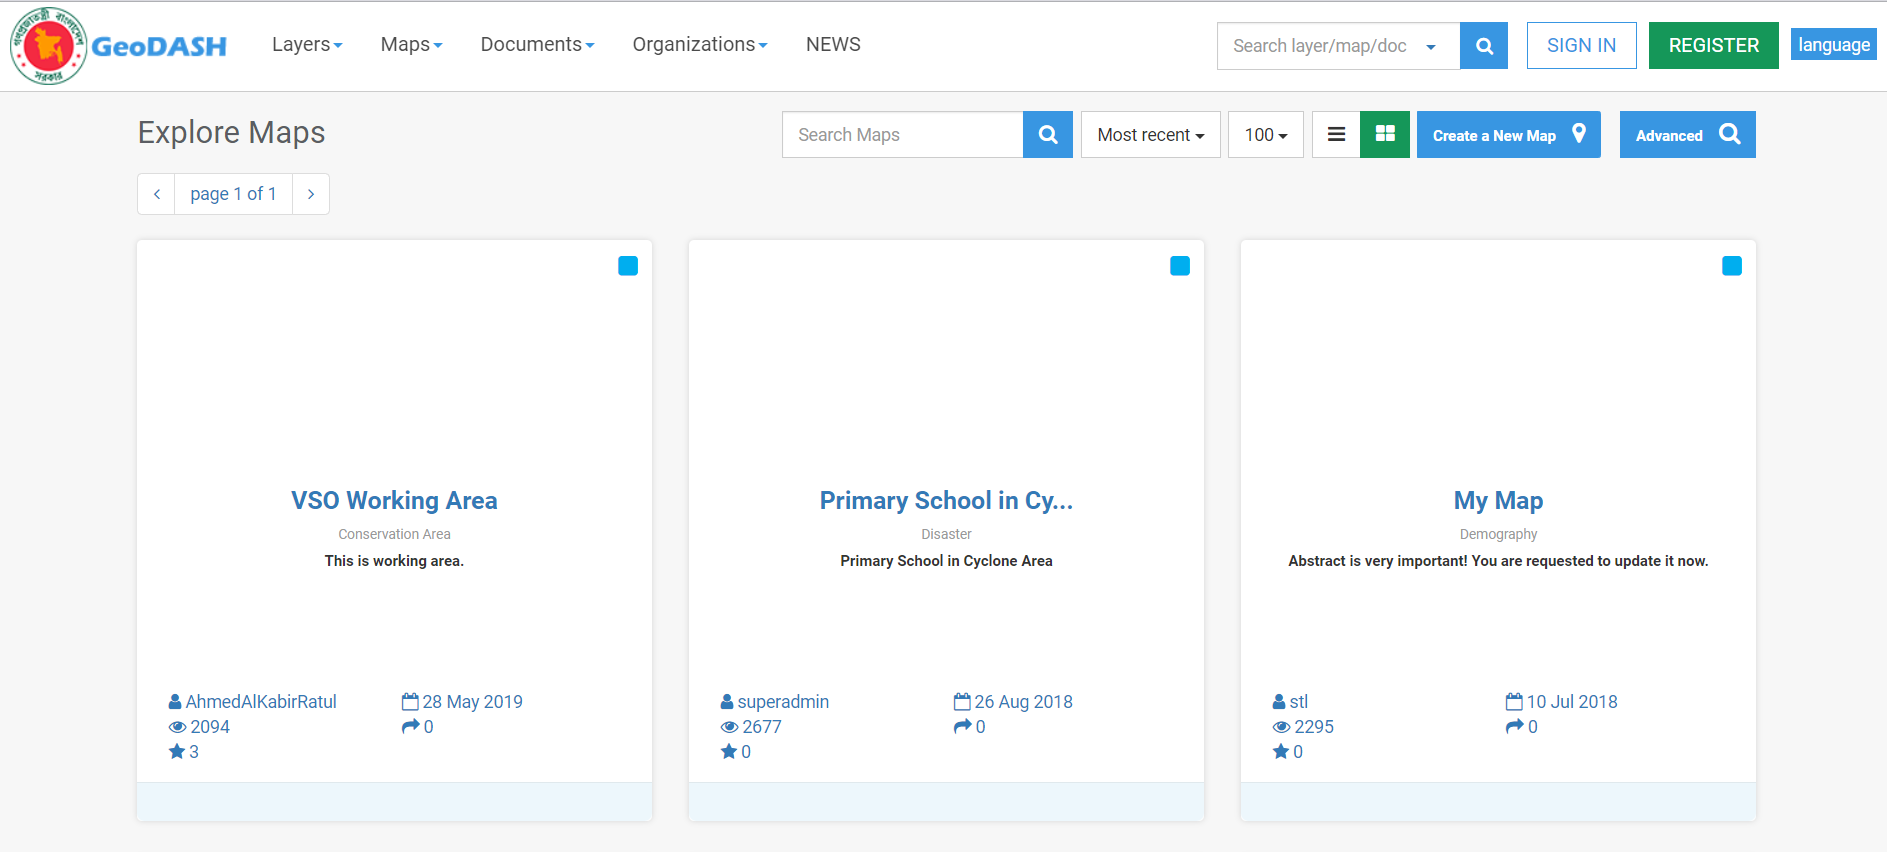 গণপ্রজাতন্ত্রী বাংলাদেশ
সরকার
GeoDASH
Layers
Maps
Documents
Organizations
NEWS
Search layer/map/doc
SIGN IN
REGISTER
language
Explore Maps
Search Maps
Most recent
100
Create a New Map
Advanced
page 1 of 1
VSO Working Area
Conservation Area
This is working area.
AhmedAlKabirRatul
28 May 2019
2094
0
3
Primary School in Cy...
Disaster
Primary School in Cyclone Area
superadmin
26 Aug 2018
2677
0
0
My Map
Demography
Abstract is very important! You are requested to update it now.
stl
10 Jul 2018
2295
0
0